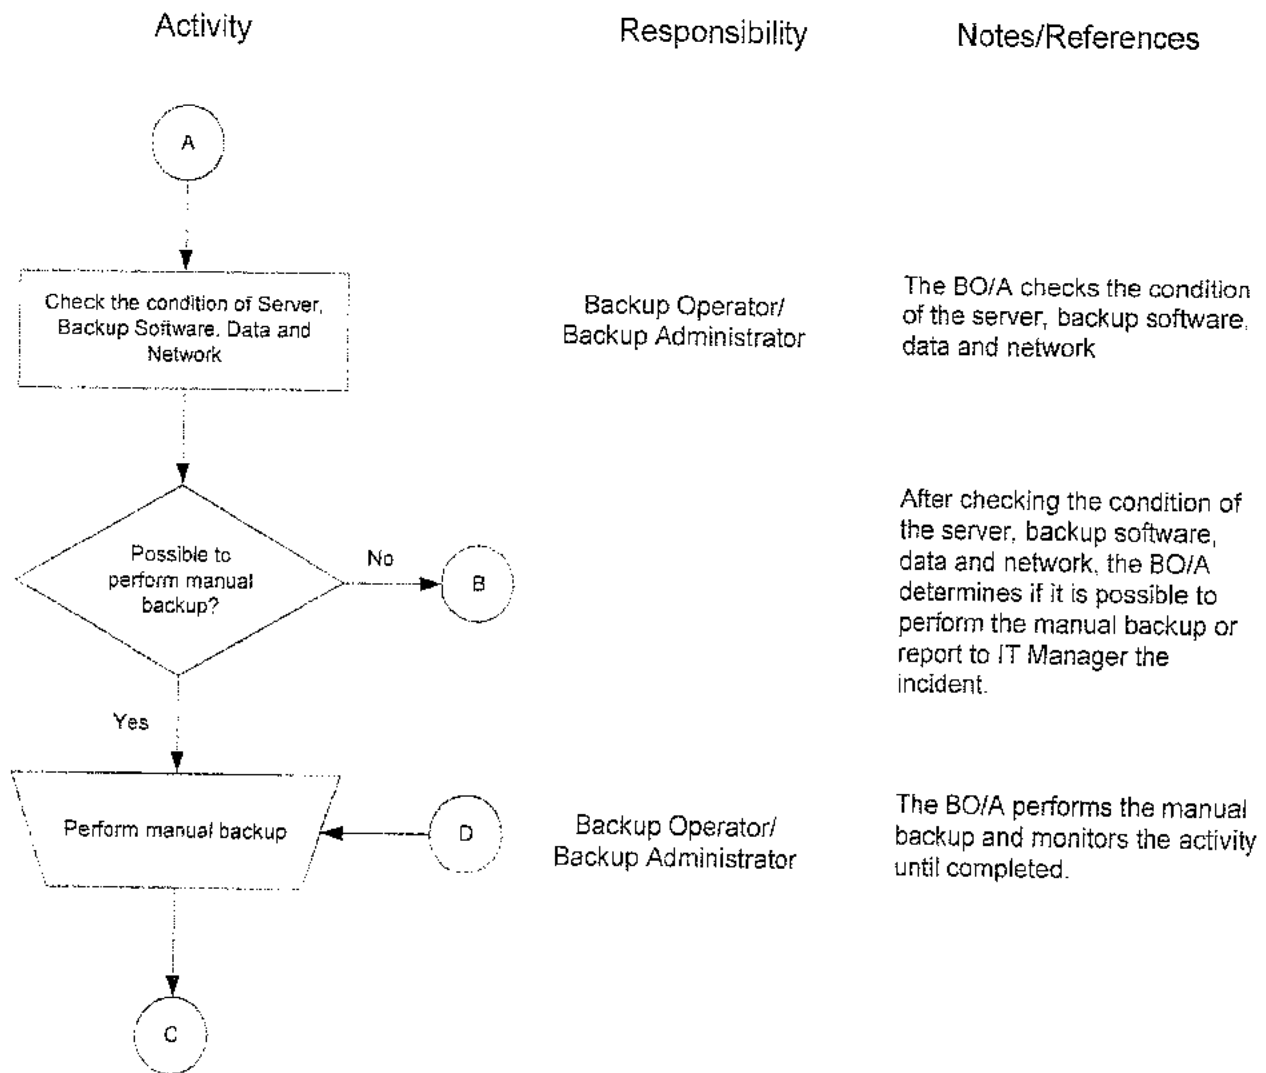 Activity
Responsibility
Notes/References
A
Check the condition of Server,
Backup Software. Data and
Network
Backup Operator/
Backup Administrator
The BO/A checks the condition
of the server, backup software,
data and network
Possible to
perform manual
backup?
No
B
After checking the condition of
the server, backup software,
data and network, the BO/A
determines if it is possible to
perform the manual backup or
report to IT Manager the
incident.
Yes
Perform manual backup
D
Backup Operator/
Backup Administrator
The BO/A performs the manual
backup and monitors the activity
until completed.
C